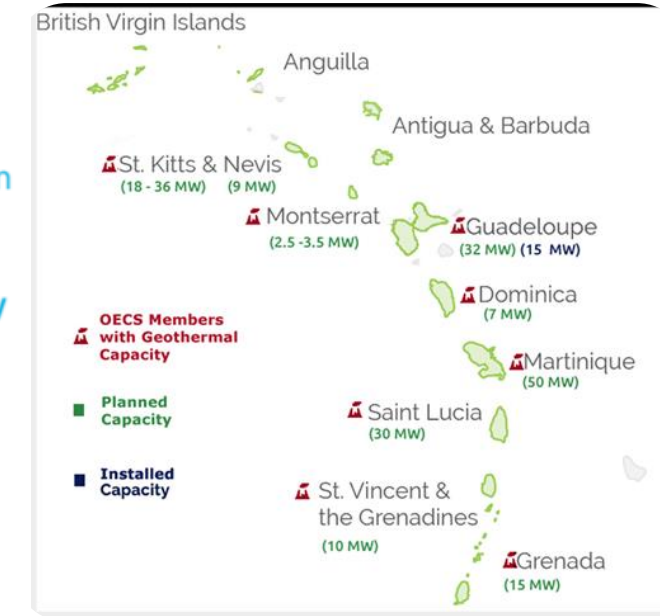 British Virgin Islands
Anguilla
Antigua & Barbuda
St. Kitts & Nevis
(18 - 36 MW) (9 MW)
Montserrat
(2.5 -3.5 MW)
Guadeloupe
(32 MW) (15 MW)
Dominica
(7 MW)
OECS Members
with Geothermal
Capacity
Martinique
(50 MW)
Planned
Capacity
Saint Lucia
(30 MW)
Installed
Capacity
St. Vincent &
the Grenadines
(10 MW)
Grenada
(15 MW)